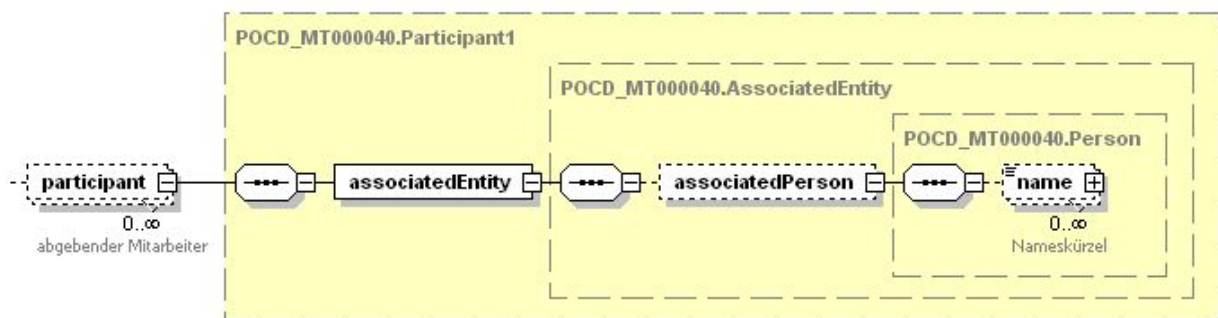 POCD_MT000040.Participant1
POCD_MT000040.AssociatedEntity
POCD_MT000040.Person
participant
associatedEntity
associatedPerson
name
0..∞
0..∞
abgebender Mitarbeiter
Nameskürzel